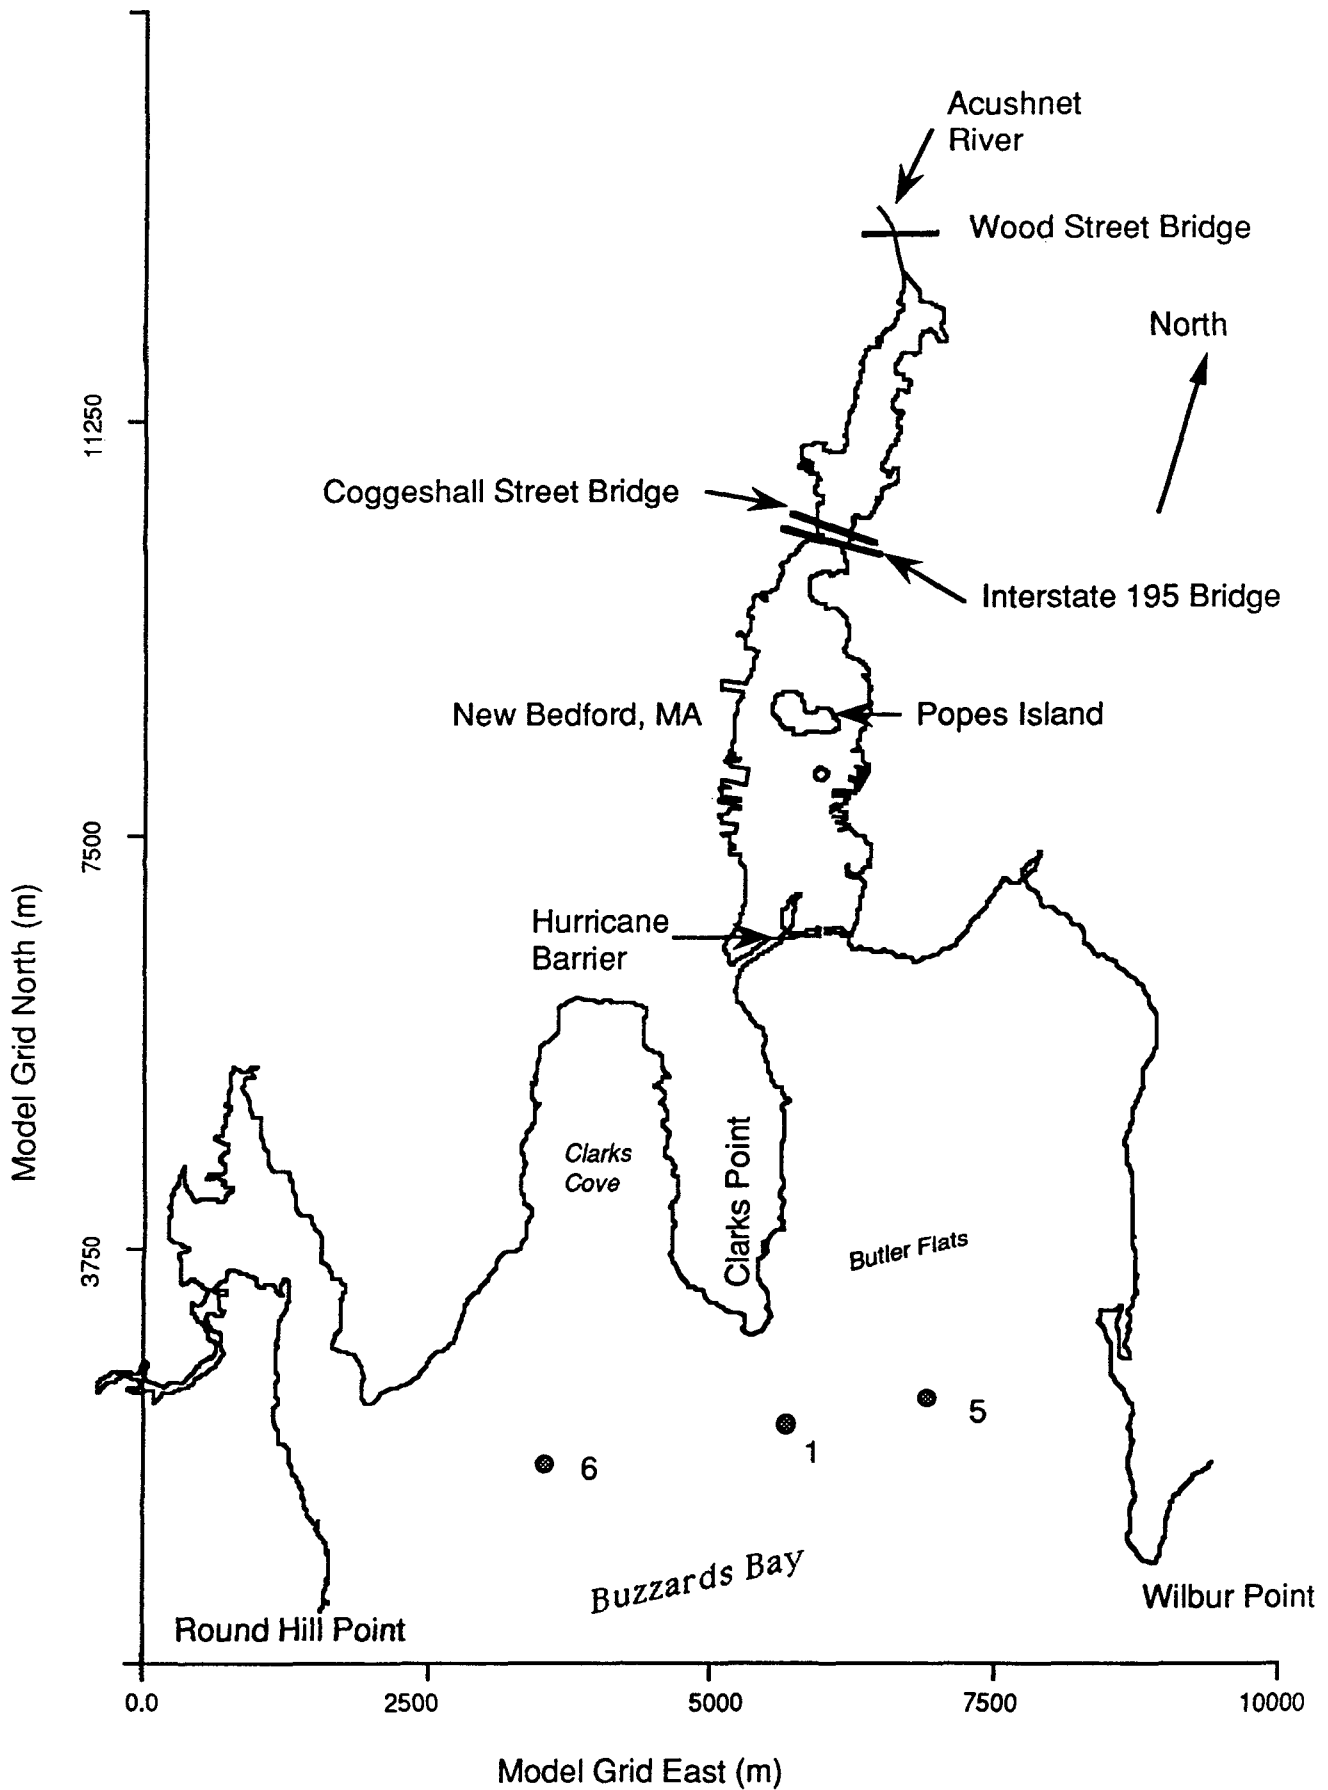 Acushnet
River
Wood Street Bridge
North
11250
Coggeshall Street Bridge
Interstate 195 Bridge
New Bedford, MA
Popes Island
7500
Hurricane
Barrier
Model Grid North (m)
Clarks
Cove
Clarks Point
Butler Flats
3750
5
1
6
Buzzards Bay
Wilbur Point
Round Hill Point
0.0
2500
5000
7500
10000
Model Grid East (m)